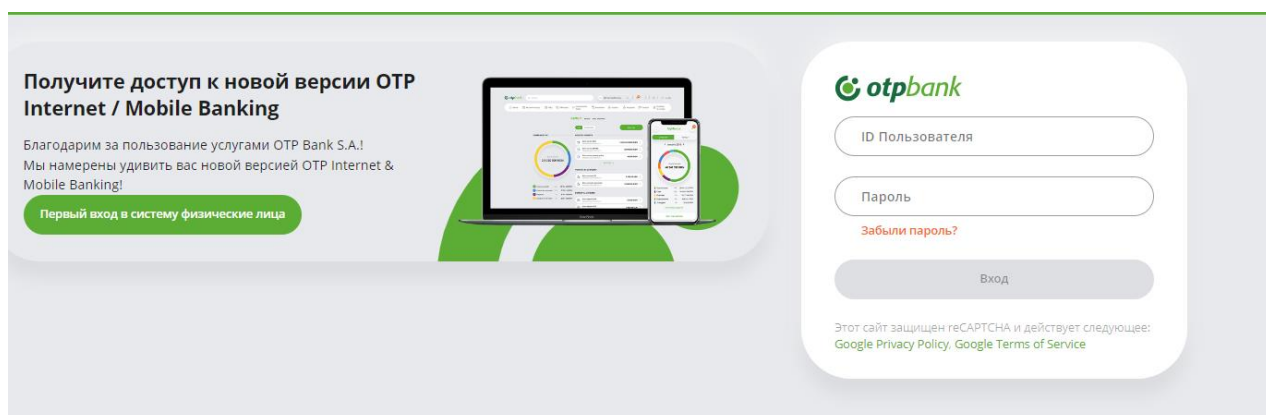 Получите доступ к новой версии OTP
Internet / Mobile Banking
Благодарим за пользование услугами OTP Bank S.A.!
Мы намерены удивить вас новой версией OTP Internet &
Mobile Banking!
Первый вход в систему физические лица
otpbank
ID Пользователя
Пароль
Забыли пароль?
Вход
Этот сайт защищен reCAPTCHA и действует следующее:
Google Privacy Policy, Google Terms of Service